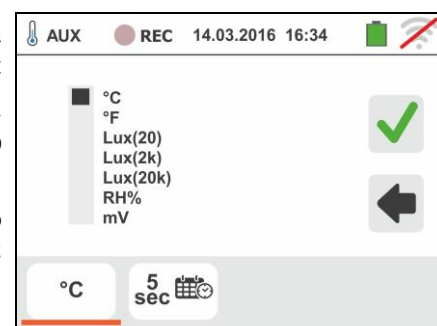 AUX REC 14.03.2016 16:34
°C
°F
Lux(20)
Lux(2k)
Lux(20k)
RH%
mV
°C 5 sec